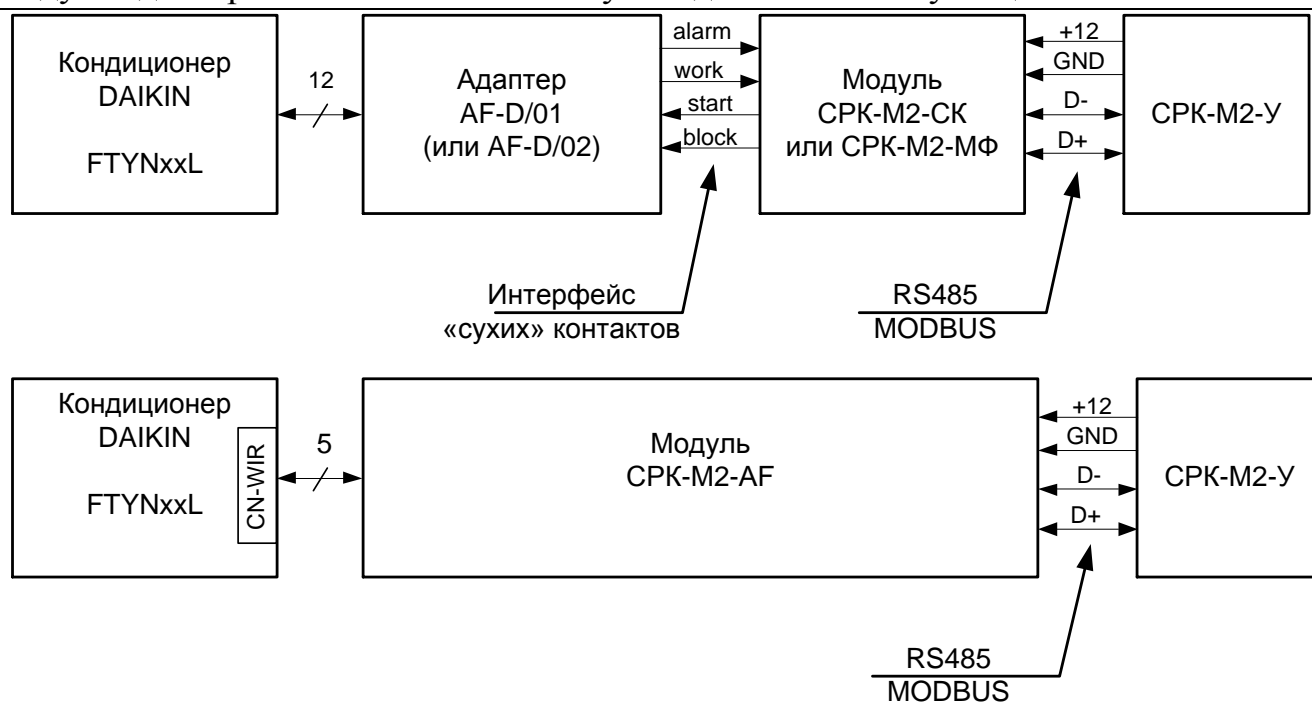 Кондиционер
DAIKIN
FTYNxxL
12
Адаптер
AF-D/01
(или AF-D/02)
alarm
work
start
block
Модуль
СРК-М2-СК
или СРК-М2-МФ
+12
GND
D-
D+
СРК-М2-У
Интерфейс
«сухих» контактов
RS485
MODBUS
Кондиционер
DAIKIN
FTYNxxL
CN-WIR
5
Модуль
СРК-М2-AF
+12
GND
D-
D+
СРК-М2-У
RS485
MODBUS